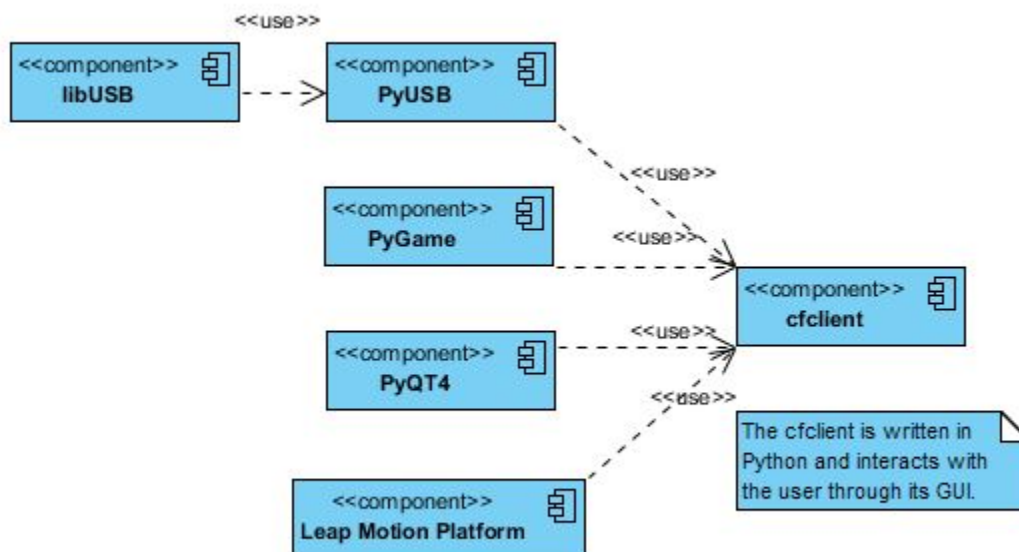 <<use>>
<<component>>
libUSB
<<component>>
PyUSB
<<use>>
<<component>>
PyGame
<<use>>
<<component>>
cfclient
<<component>>
PyQT4
<<use>>
<<use>>
The cfclient is written in
Python and interacts with
the user through its GUI.
<<component>>
Leap Motion Platform